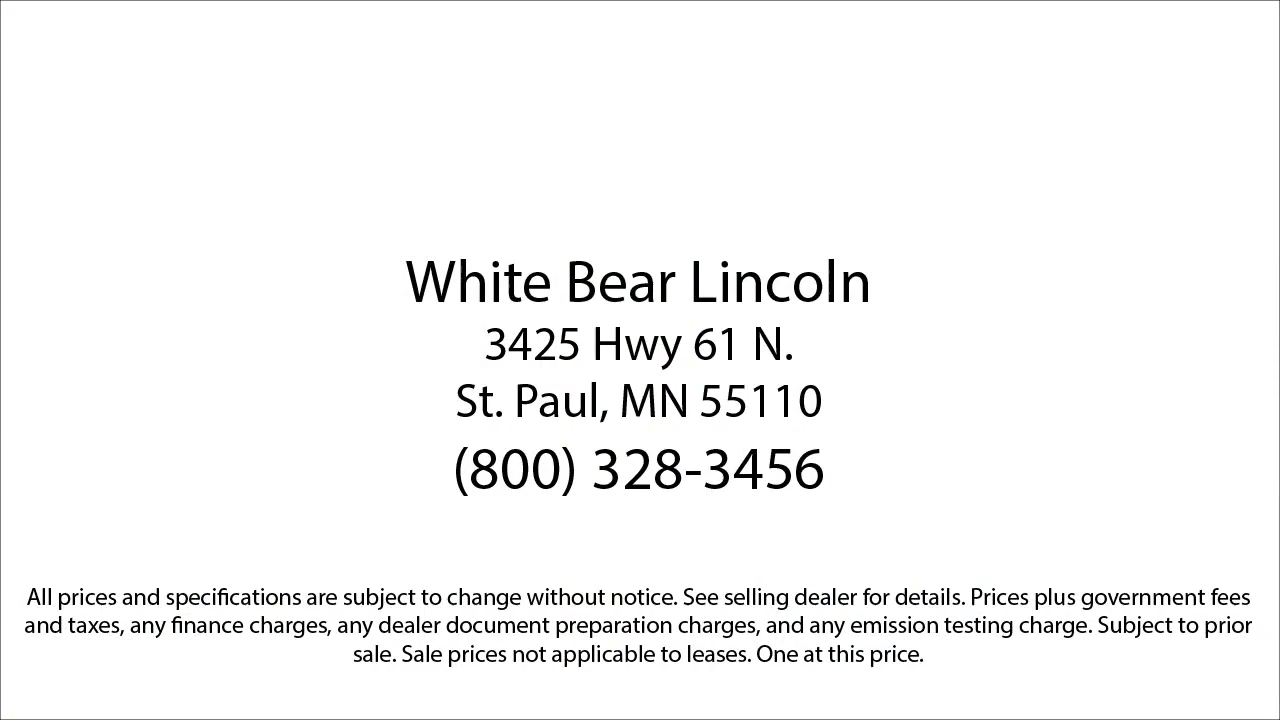 White Bear Lincoln
3425 Hwy 61 N.
St. Paul, MN 55110
(800) 328-3456
All prices and specifications are subject to change without notice. See selling dealer for details. Prices plus government fees
and taxes, any finance charges, any dealer document preparation charges, and any emission testing charge. Subject to prior
sale. Sale prices not applicable to leases. One at this price.